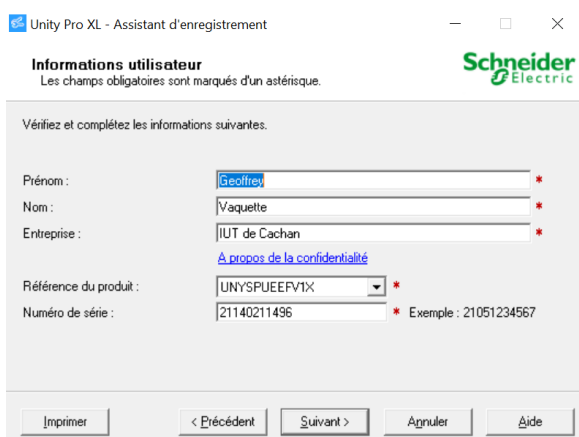 Unity Pro XL - Assistant d'enregistrement
Informations utilisateur
Les champs obligatoires sont marqués d'un astérisque.
Schneider
Electric
Vérifiez et complétez les informations suivantes.
Prénom : Geoffrey *
Nom : Vaquette *
Entreprise : IUT de Cachan *
A propos de la confidentialité
Référence du produit : UNYSPUEEFV1X *
Numéro de série : 21140211496 * Exemple : 21051234567
Imprimer < Précédent Suivant > Annuler Aide